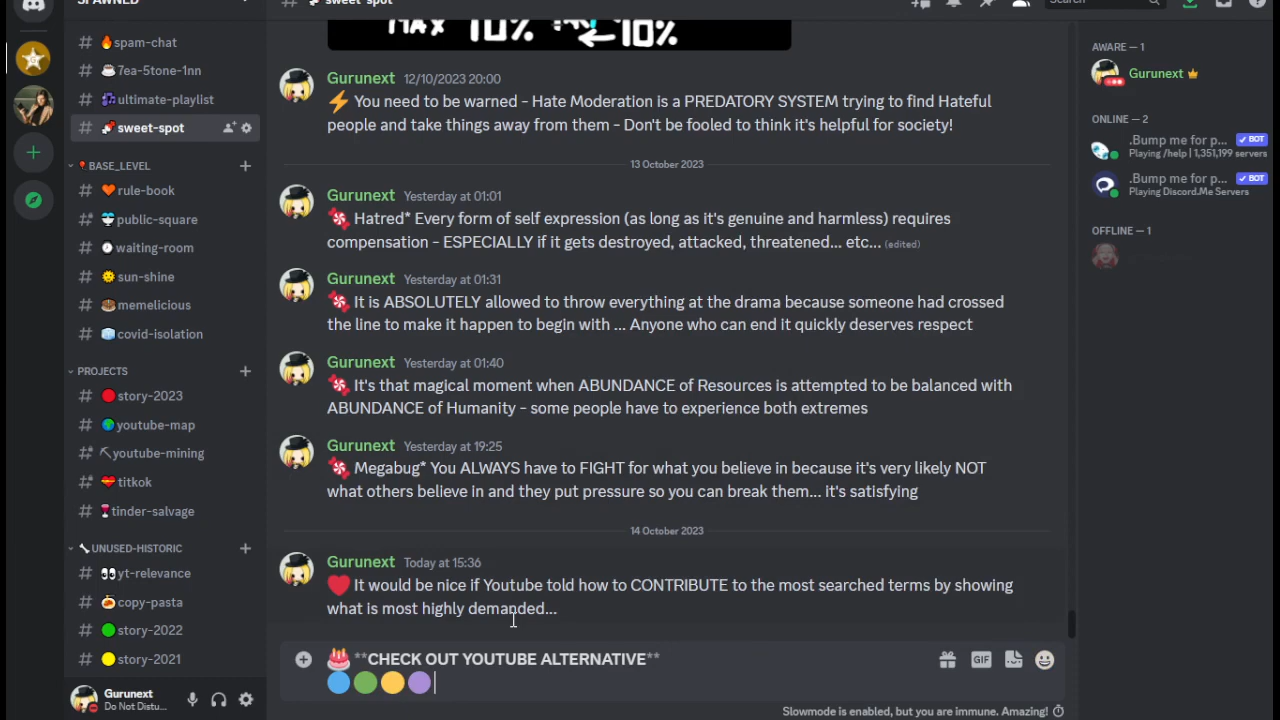 SPAWNED
spam-chat
7ea-5tone-1nn
ultimate-playlist
sweet-spot
BASE_LEVEL
rule-book
public-square
waiting-room
sun-shine
memelicious
covid-isolation
PROJECTS
story-2023
youtube-map
youtube-mining
titkok
tinder-salvage
UNUSED-HISTORIC
yt-relevance
copy-pasta
story-2022
story-2021
Gurunext
Do Not Distu...
sweet-spot
Search
MAX 10% 10%
Gurunext 12/10/2023 20:00
⚡ You need to be warned - Hate Moderation is a PREDATORY SYSTEM trying to find Hateful
people and take things away from them - Don't be fooled to think it's helpful for society!
13 October 2023
Gurunext Yesterday at 01:01
🍬 Hatred* Every form of self expression (as long as it's genuine and harmless) requires
compensation - ESPECIALLY if it gets destroyed, attacked, threatened... etc... (edited)
Gurunext Yesterday at 01:31
🍬 It is ABSOLUTELY allowed to throw everything at the drama because someone had crossed
the line to make it happen to begin with ... Anyone who can end it quickly deserves respect
Gurunext Yesterday at 01:40
🍬 It's that magical moment when ABUNDANCE of Resources is attempted to be balanced with
ABUNDANCE of Humanity - some people have to experience both extremes
Gurunext Yesterday at 19:25
🍬 Megabug* You ALWAYS have to FIGHT for what you believe in because it's very likely NOT
what others believe in and they put pressure so you can break them... it's satisfying
14 October 2023
Gurunext Today at 15:36
❤️ It would be nice if Youtube told how to CONTRIBUTE to the most searched terms by showing
what is most highly demanded...
🎂 **CHECK OUT YOUTUBE ALTERNATIVE**
GIF
Slowmode is enabled, but you are immune. Amazing!
AWARE — 1
Gurunext
ONLINE — 2
.Bump me for p... ✓ BOT
Playing /help | 1,351,199 servers
.Bump me for p... ✓ BOT
Playing Discord.Me Servers
OFFLINE — 1